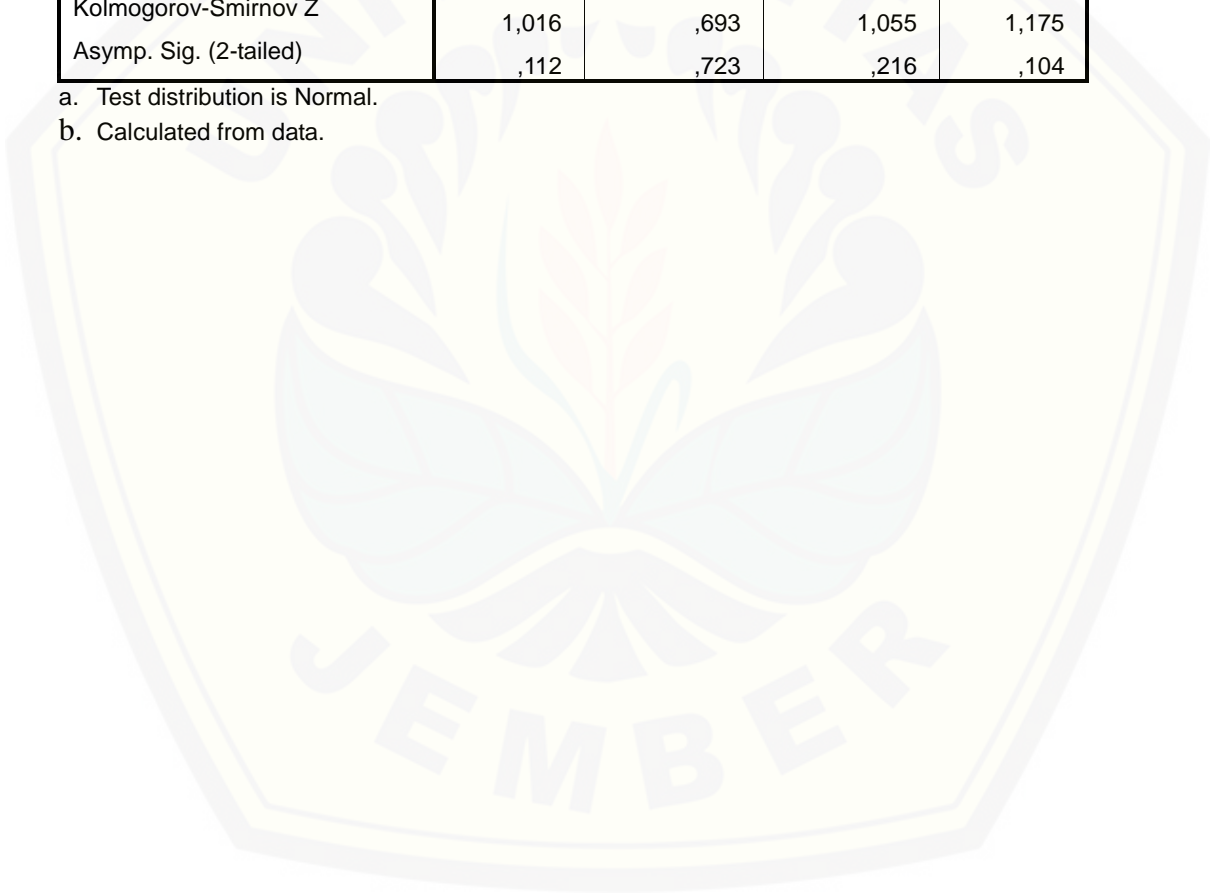 Kolmogorov-Smirnov Z 1,016 ,693 1,055 1,175
Asymp. Sig. (2-tailed) ,112 ,723 ,216 ,104
a. Test distribution is Normal.
b. Calculated from data.
UNIVERSITAS
JEMBER